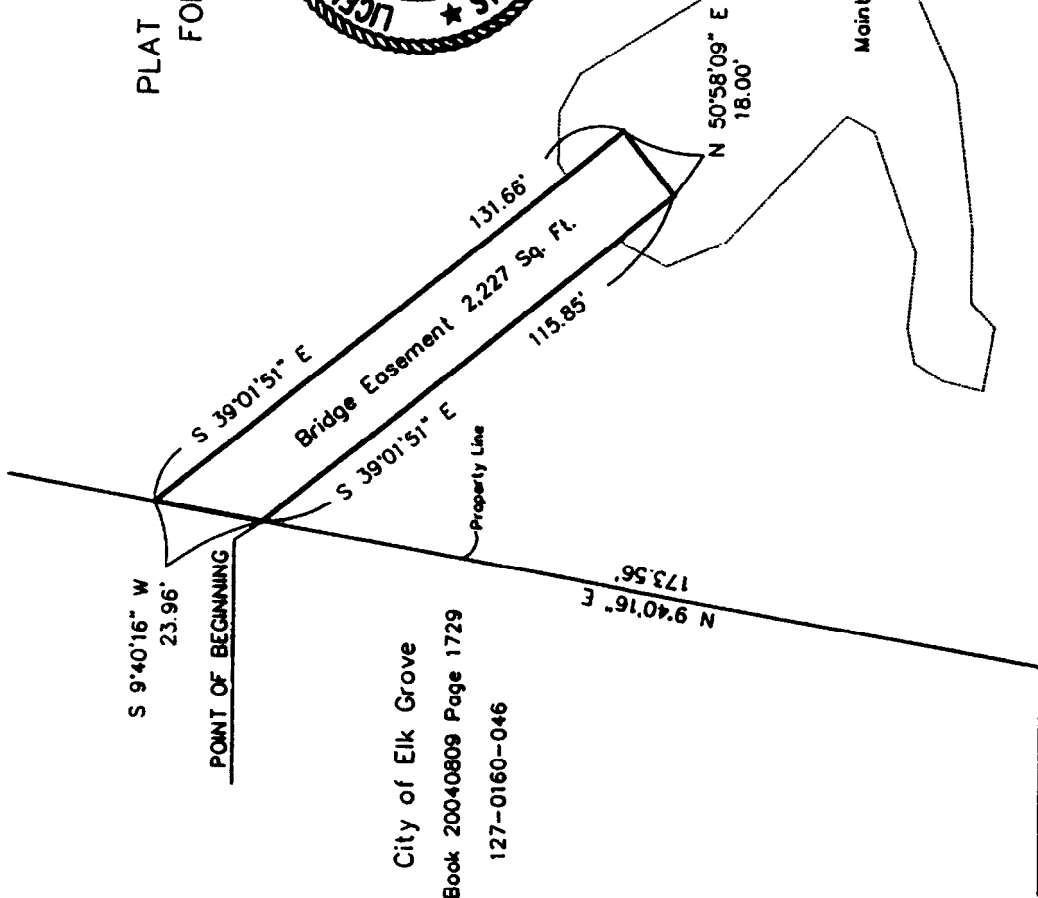 PLAT
FO
LICE
S 9°40'16" W
23.96'
POINT OF BEGINNING
S 39°01'51" E
131.66'
Bridge Easement 2,227 Sq. Ft.
S 39°01'51" E
115.85'
N 50°58'09" E
18.00'
Maint
Property Line
N 9°40'16" E
173.56'
City of Elk Grove
Book 20040809 Page 1729
127-0160-046